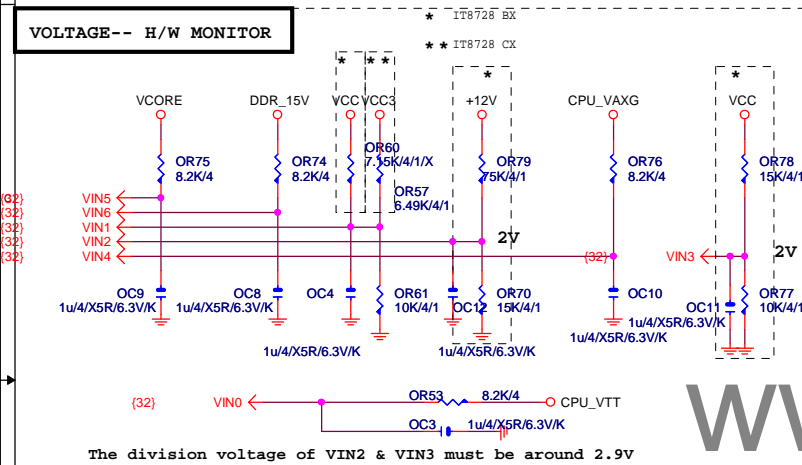 * IT8728 BX
VOLTAGE-- H/W MONITOR
* * IT8728 CX
* * * * *
VCORE DDR_15V VCC VCC3 +12V CPU_VAXG VCC
OR60
7.15K/4/1/X
OR75 OR74 OR79 OR76 OR78
8.2K/4 8.2K/4 75K/4/1 8.2K/4 15K/4/1
OR57
6.49K/4/1
{32} VIN5
{32} VIN6
{32} VIN1
{32} VIN2 2V
{32} VIN4 {32} VIN3 2V
OC9 OC8 OC4 OR61 OC12 OR70 OC10 OC11 OR77
1u/4/X5R/6.3V/K 1u/4/X5R/6.3V/K 10K/4/1 15K/4/1 1u/4/X5R/6.3V/K 10K/4/1
1u/4/X5R/6.3V/K 1u/4/X5R/6.3V/K 1u/4/X5R/6.3V/K
{32} VIN0 OR53 8.2K/4 CPU_VTT
OC3 1u/4/X5R/6.3V/K
The division voltage of VIN2 & VIN3 must be around 2.9V